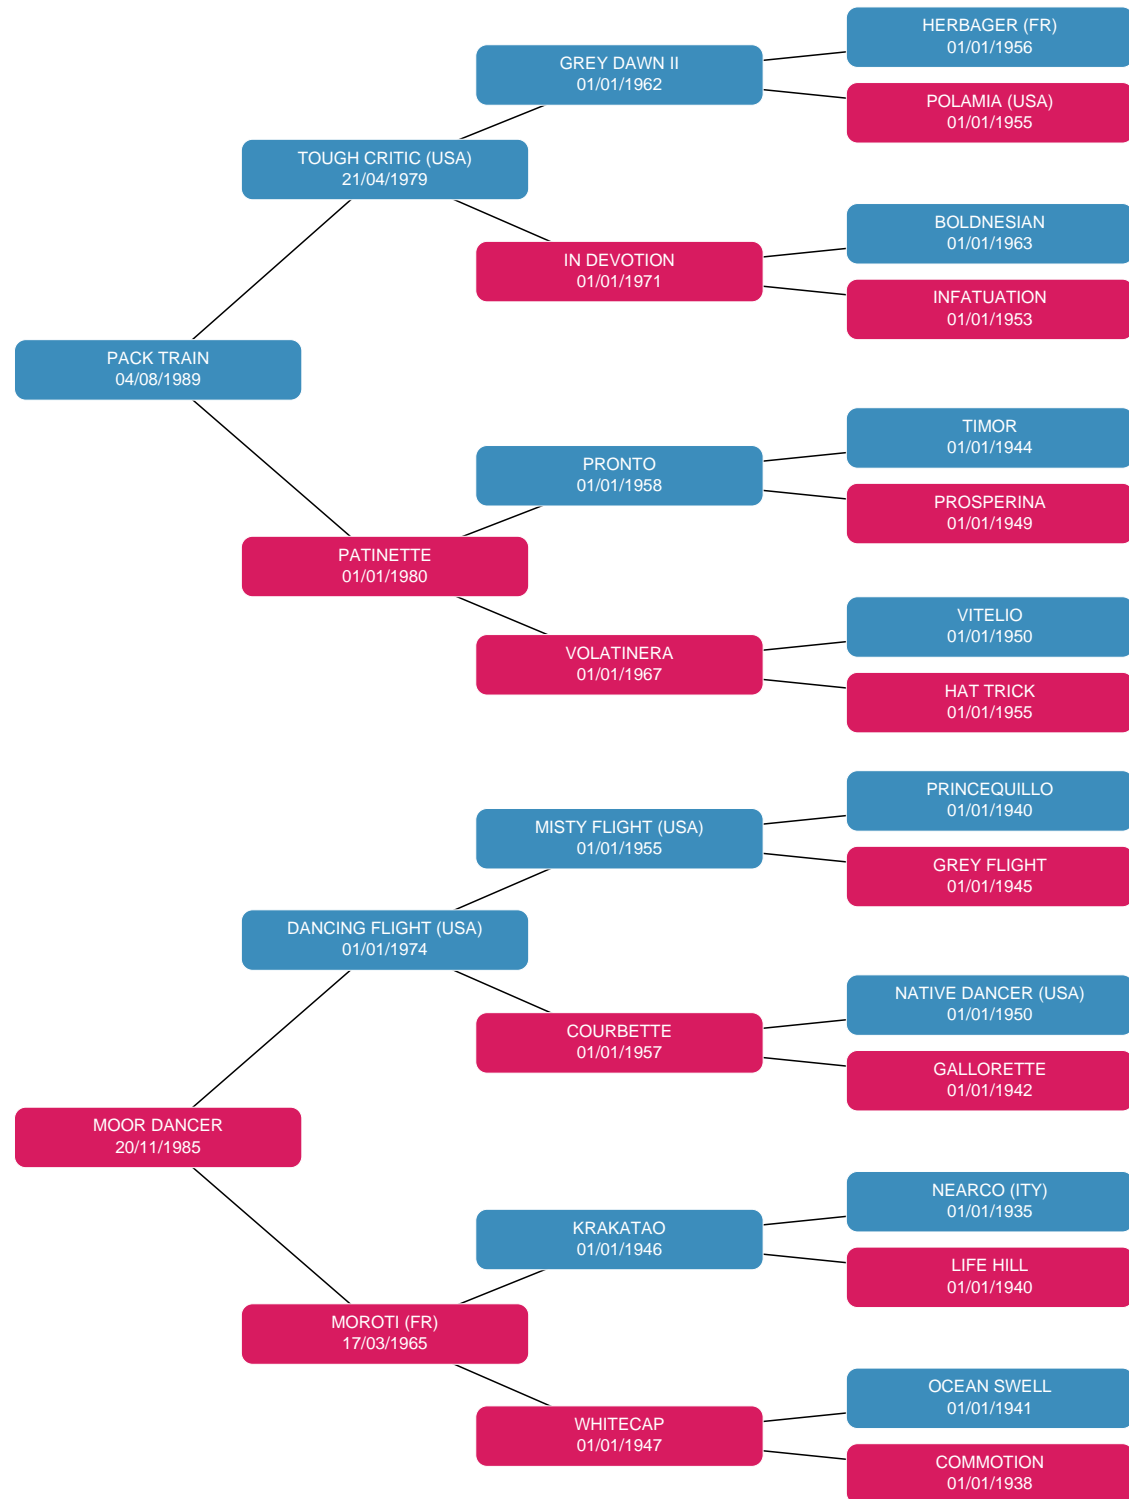 HERBAGER (FR)
01/01/1956
GREY DAWN II
01/01/1962
POLAMIA (USA)
01/01/1955
TOUGH CRITIC (USA)
21/04/1979
BOLDNESIAN
01/01/1963
IN DEVOTION
01/01/1971
INFATUATION
01/01/1953
PACK TRAIN
04/08/1989
TIMOR
01/01/1944
PRONTO
01/01/1958
PROSPERINA
01/01/1949
PATINETTE
01/01/1980
VITELIO
01/01/1950
VOLATINERA
01/01/1967
HAT TRICK
01/01/1955
PRINCEQUILLO
01/01/1940
MISTY FLIGHT (USA)
01/01/1955
GREY FLIGHT
01/01/1945
DANCING FLIGHT (USA)
01/01/1974
NATIVE DANCER (USA)
01/01/1950
COURBETTE
01/01/1957
GALLORETTE
01/01/1942
MOOR DANCER
20/11/1985
NEARCO (ITY)
01/01/1935
KRAKATAO
01/01/1946
LIFE HILL
01/01/1940
MOROTI (FR)
17/03/1965
OCEAN SWELL
01/01/1941
WHITECAP
01/01/1947
COMMOTION
01/01/1938